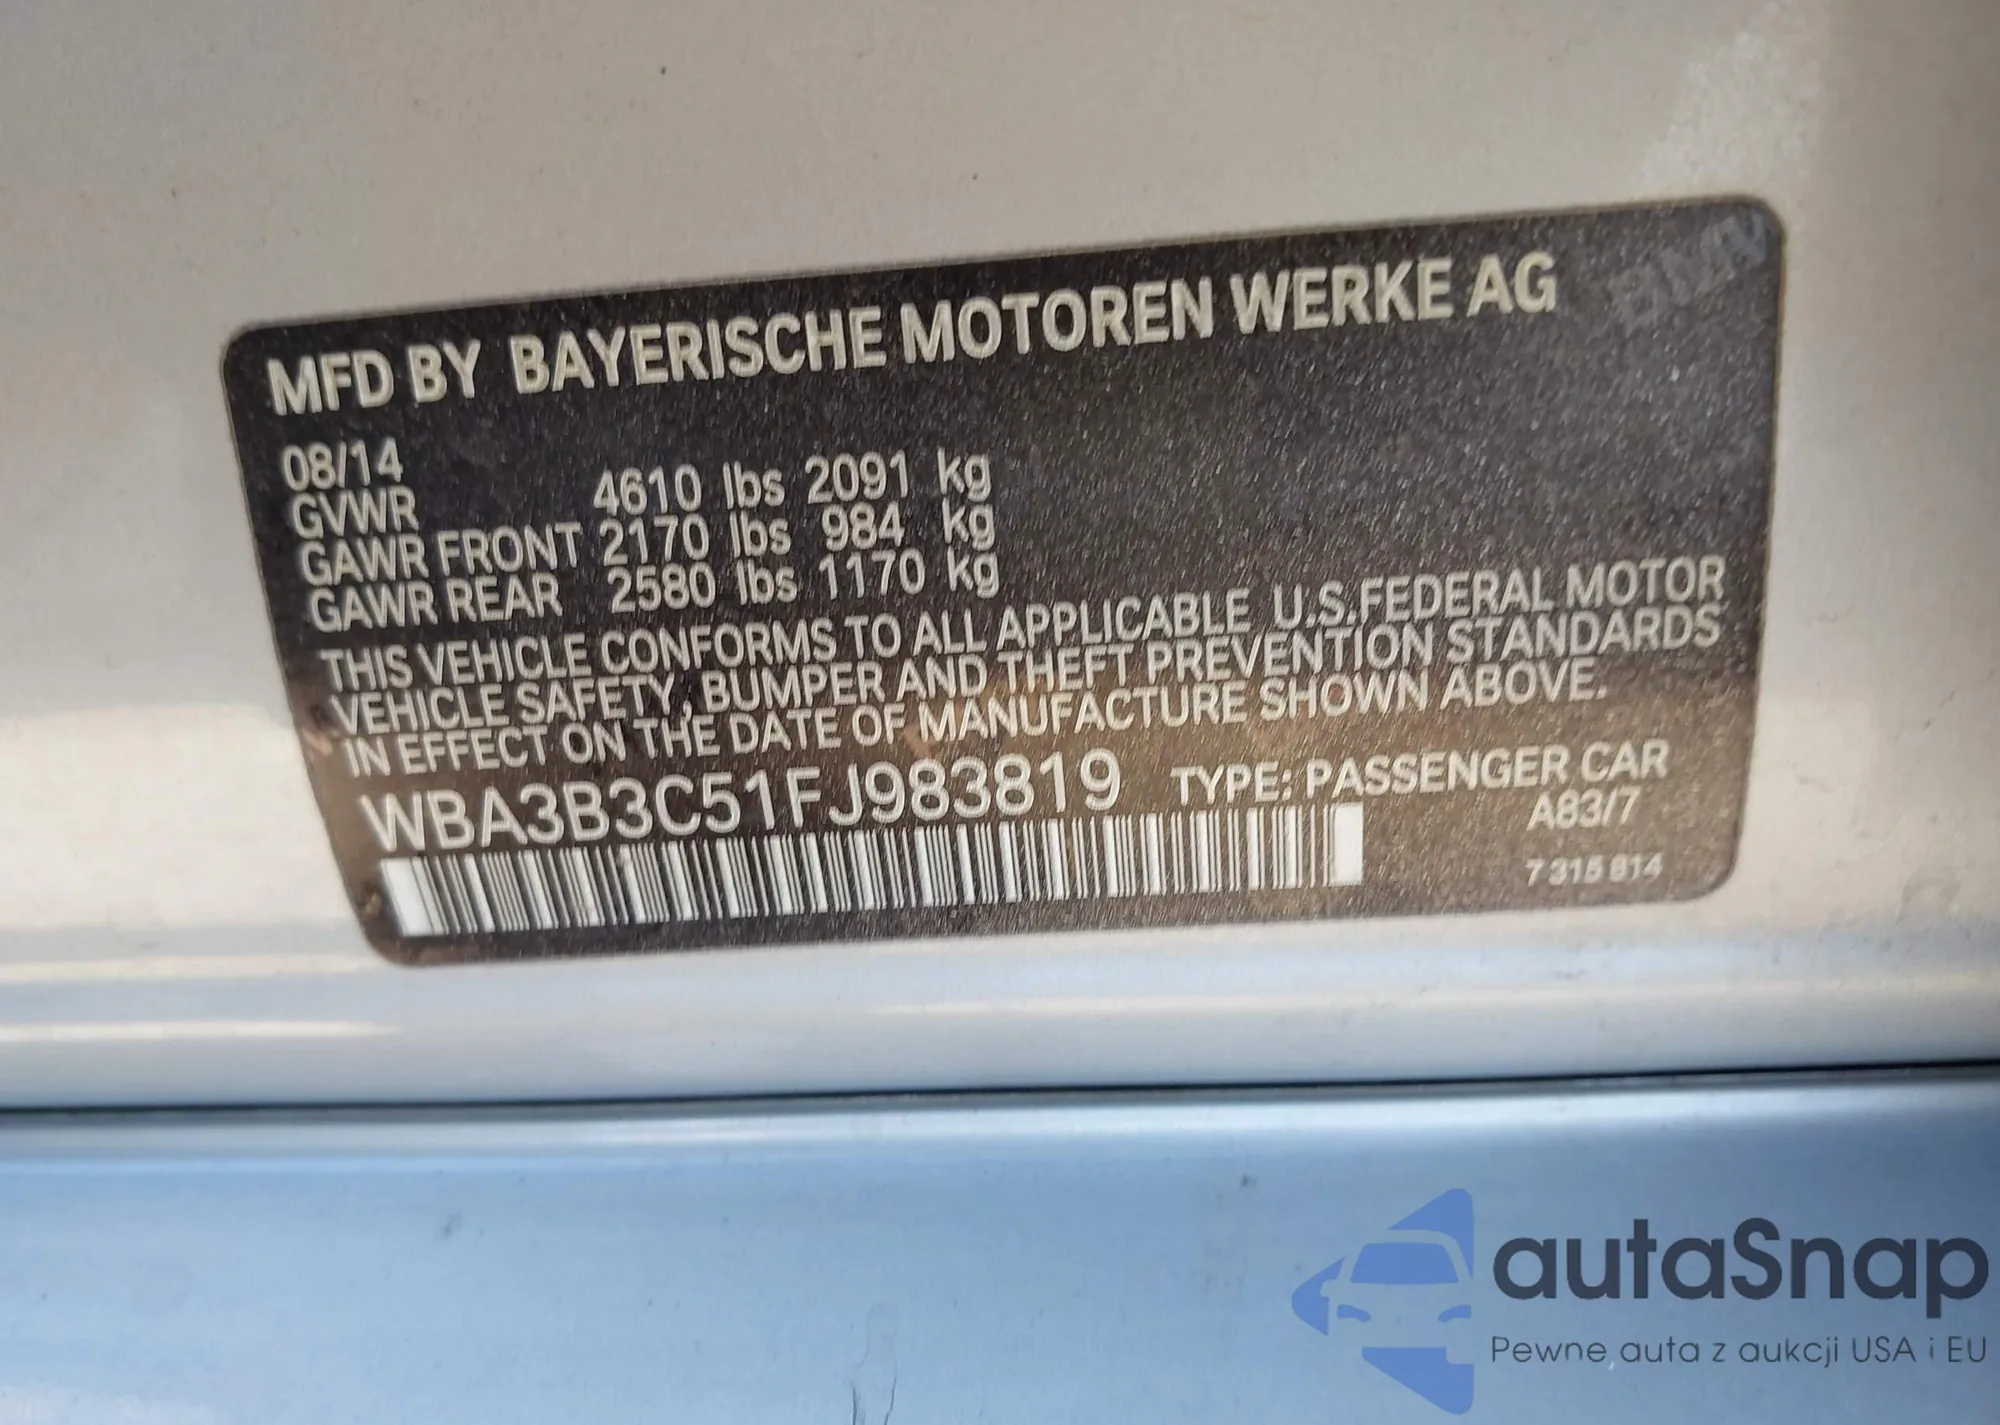 MFD BY BAYERISCHE MOTOREN WERKE AG
08/14
GVWR 4610 lbs 2091 kg
GAWR FRONT 2170 lbs 984 kg
GAWR REAR 2580 lbs 1170 kg
THIS VEHICLE CONFORMS TO ALL APPLICABLE U.S.FEDERAL MOTOR
VEHICLE SAFETY, BUMPER AND THEFT PREVENTION STANDARDS
IN EFFECT ON THE DATE OF MANUFACTURE SHOWN ABOVE.
WBA3B3C51FJ983819 TYPE: PASSENGER CAR
A83/7
7 315 814
autaSnap
Pewne auta z aukcji USA i EU